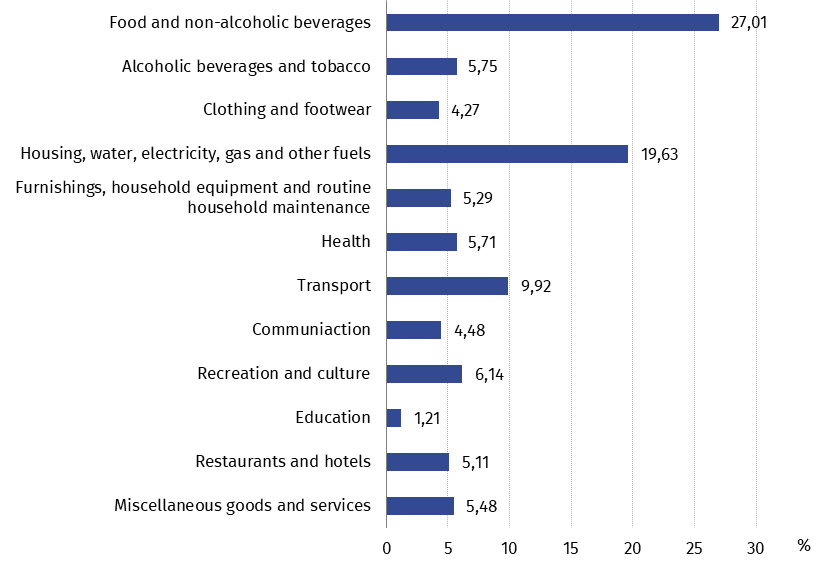 Food and non-alcoholic beverages 27,01
Alcoholic beverages and tobacco 5,75
Clothing and footwear 4,27
Housing, water, electricity, gas and other fuels 19,63
Furnishings, household equipment and routine
household maintenance 5,29
Health 5,71
Transport 9,92
Communiaction 4,48
Recreation and culture 6,14
Education 1,21
Restaurants and hotels 5,11
Miscellaneous goods and services 5,48
0 5 10 15 20 25 30 %